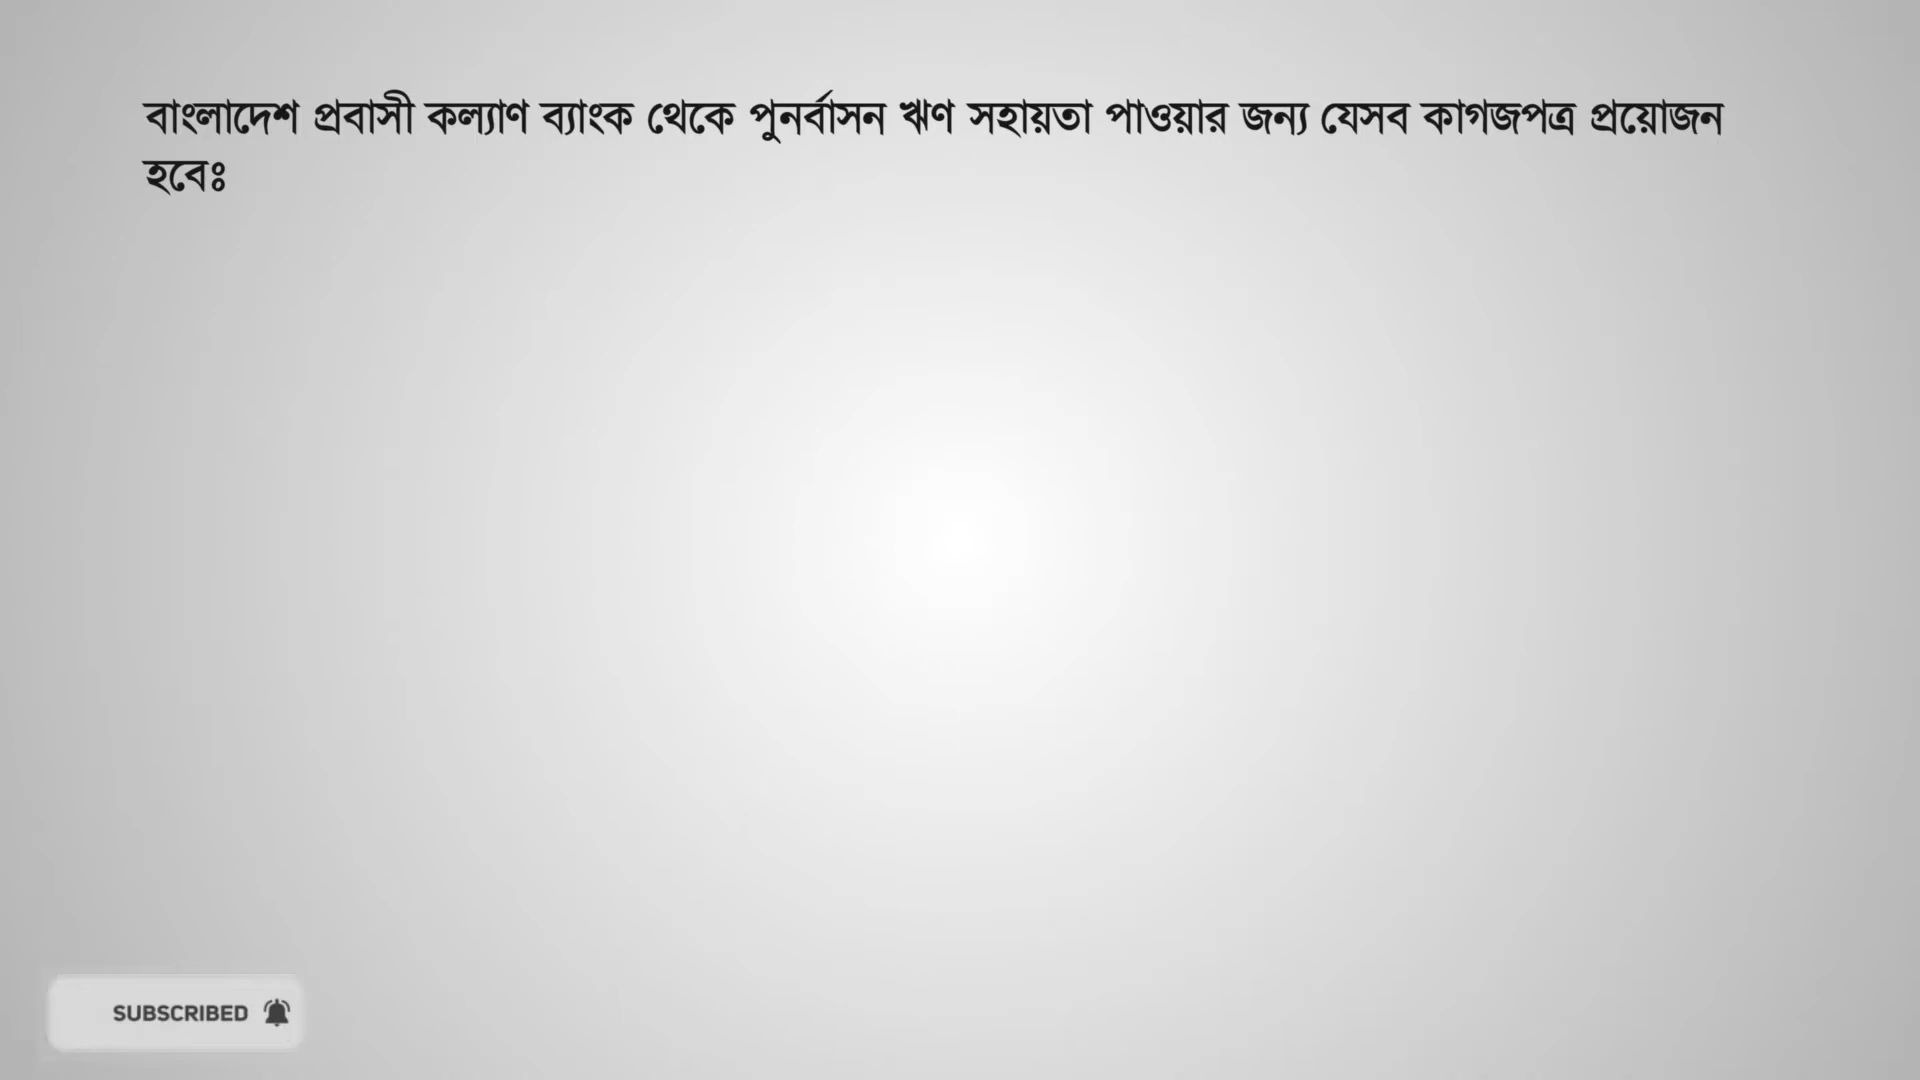 বাংলাদেশ প্রবাসী কল্যাণ ব্যাংক থেকে পুনর্বাসন ঋণ সহায়তা পাওয়ার জন্য যেসব কাগজপত্র প্রয়োজন
হবেঃ
SUBSCRIBED